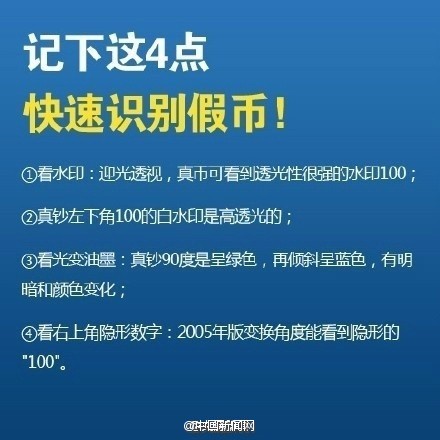 记下这4点
快速识别假币！
①看水印：迎光透视，真币可看到透光性很强的水印100；
②真钞左下角100的白水印是高透光的；
③看光变油墨：真钞90度是呈绿色，再倾斜呈蓝色，有明
暗和颜色变化；
④看右上角隐形数字：2005年版变换角度能看到隐形的
"100"。
@中国新闻网